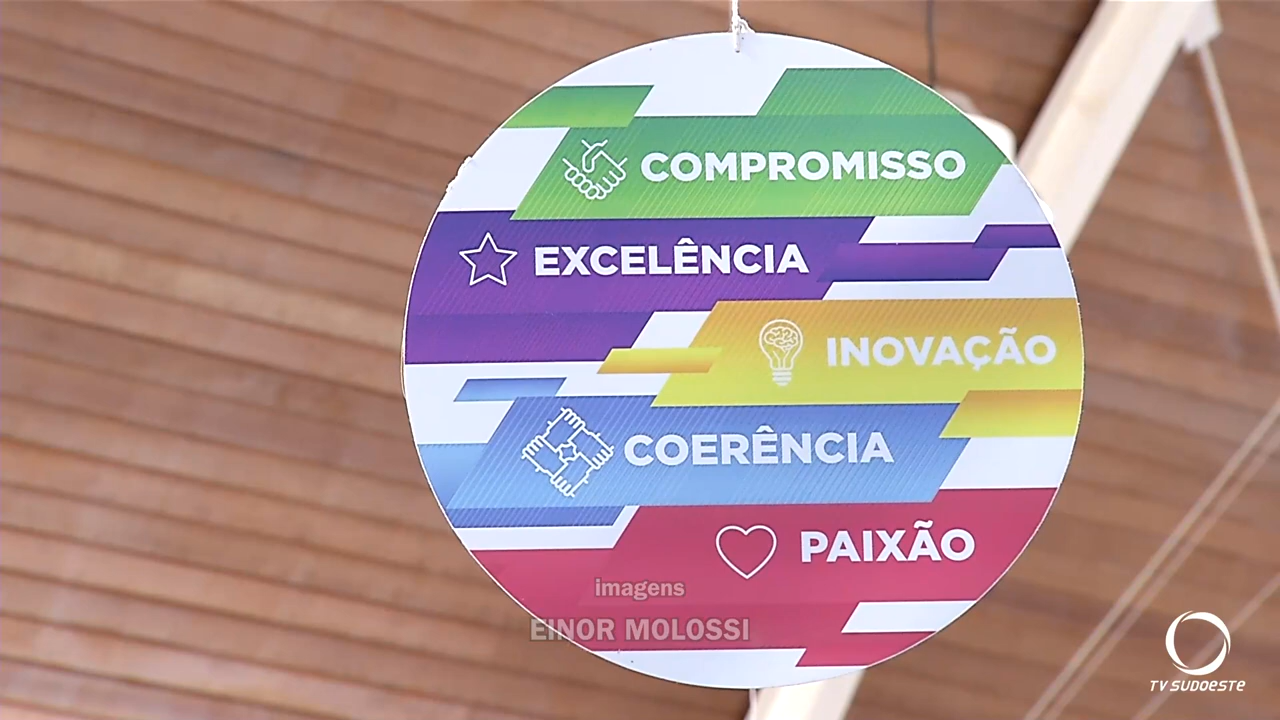 COMPROMISSO
EXCELÊNCIA
INOVAÇÃO
COERÊNCIA
PAIXÃO
imagens
EINOR MOLOSSI
TV SUDOESTE